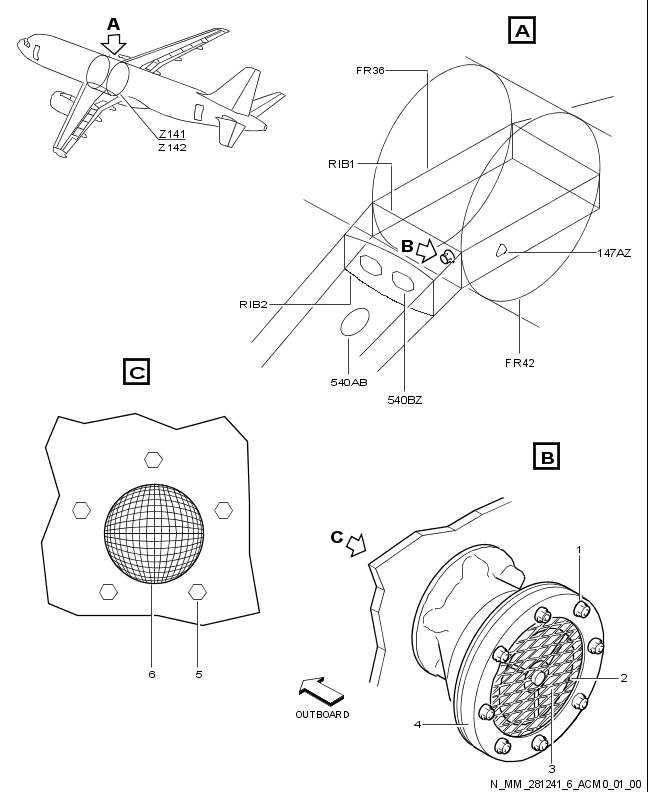 A
A
FR36
Z141
Z142
RIB1
B
147AZ
RIB2
FR42
C
540AB
540BZ
B
C
1
2
6
5
OUTBOARD
4
3
N_MM_281241_6_ACM0_01_00